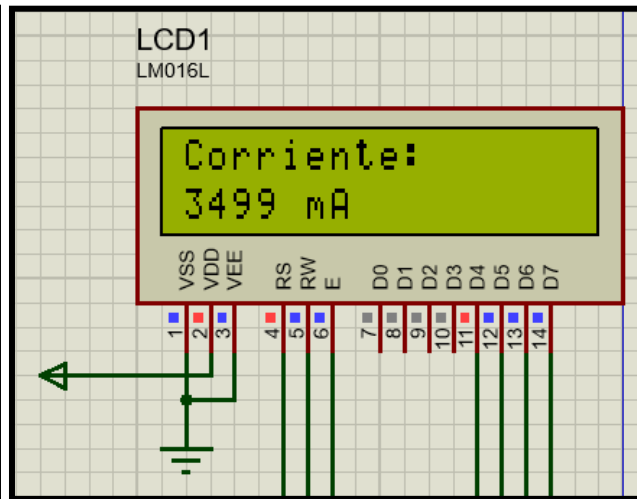 LCD1
LM016L
Corriente:
3499 mA
VSS VDD VEE RS RW E D0 D1 D2 D3 D4 D5 D6 D7
1 2 3 4 5 6 7 8 9 10 11 12 13 14